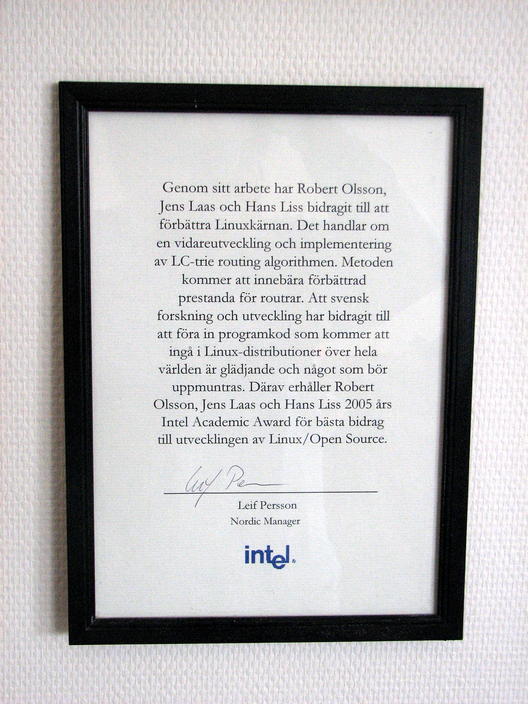 Genom sitt arbete har Robert Olsson,
Jens Laas och Hans Liss bidragit till att
förbättra Linuxkärnan. Det handlar om
en vidareutveckling och implementering
av LC-trie routing algorithmen. Metoden
kommer att innebära förbättrad
prestanda för routrar. Att svensk
forskning och utveckling har bidragit till
att föra in programkod som kommer att
ingå i Linux-distributioner över hela
världen är glädjande och något som bör
uppmuntras. Därav erhåller Robert
Olsson, Jens Laas och Hans Liss 2005 års
Intel Academic Award för bästa bidrag
till utvecklingen av Linux/Open Source.
Leif Pe
Leif Persson
Nordic Manager
intel®